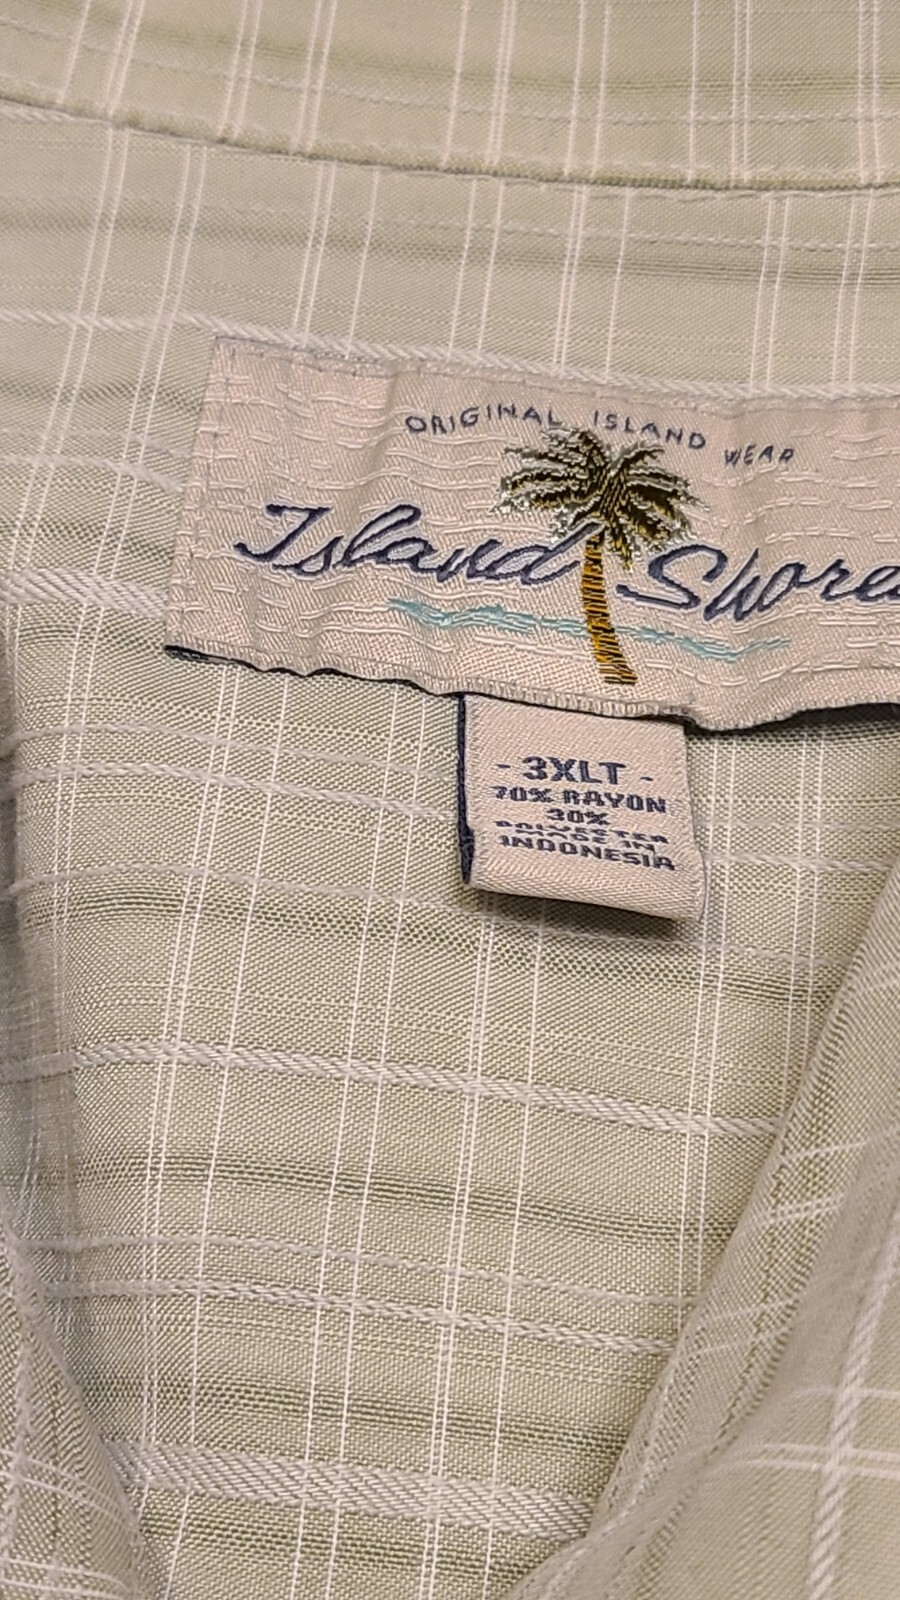 ORIGINAL ISLAND WEAR
Island Shore
- 3XLT -
70% RAYON
30%
POLYESTER
MADE IN
INDONESIA